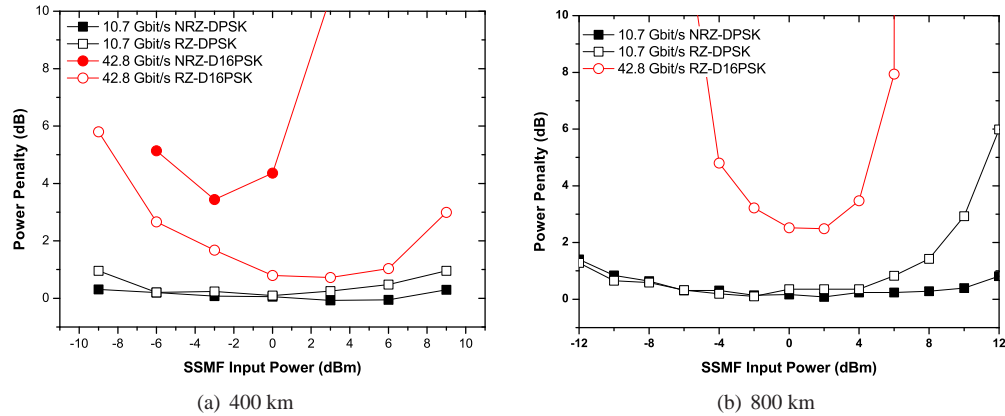 10.7 Gbit/s NRZ-DPSK
10.7 Gbit/s RZ-DPSK
42.8 Gbit/s NRZ-D16PSK
42.8 Gbit/s RZ-D16PSK
Power Penalty (dB)
10
8
6
4
2
0
-10 -8 -6 -4 -2 0 2 4 6 8 10
SSMF Input Power (dBm)
(a) 400 km
10.7 Gbit/s NRZ-DPSK
10.7 Gbit/s RZ-DPSK
42.8 Gbit/s RZ-D16PSK
Power Penalty (dB)
10
8
6
4
2
0
-12 -8 -4 0 4 8 12
SSMF Input Power (dBm)
(b) 800 km